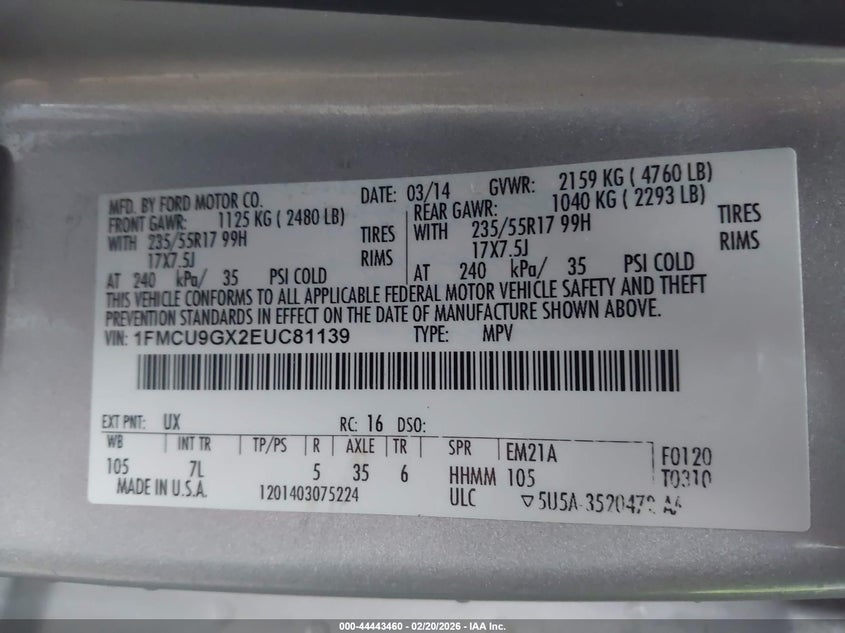 MFD. BY FORD MOTOR CO. DATE: 03/14 GVWR: 2159 KG ( 4760 LB)
FRONT GAWR: 1125 KG ( 2480 LB) REAR GAWR: 1040 KG ( 2293 LB)
WITH 235/55R17 99H TIRES WITH 235/55R17 99H TIRES
17X7.5J RIMS 17X7.5J RIMS
AT 240 kPa/ 35 PSI COLD AT 240 kPa/ 35 PSI COLD
THIS VEHICLE CONFORMS TO ALL APPLICABLE FEDERAL MOTOR VEHICLE SAFETY AND THEFT
PREVENTION STANDARDS IN EFFECT ON THE DATE OF MANUFACTURE SHOWN ABOVE.
VIN: 1FMCU9GX2EUC81139 TYPE: MPV
EXT PNT: UX RC: 16 DSO:
WB INT TR TP/PS R AXLE TR SPR EM21A F0120
105 7L 5 35 6 HHMM 105 T0310
MADE IN U.S.A. 1201403075224 ULC
000-44443460 - 02/20/2026 - IAA Inc.